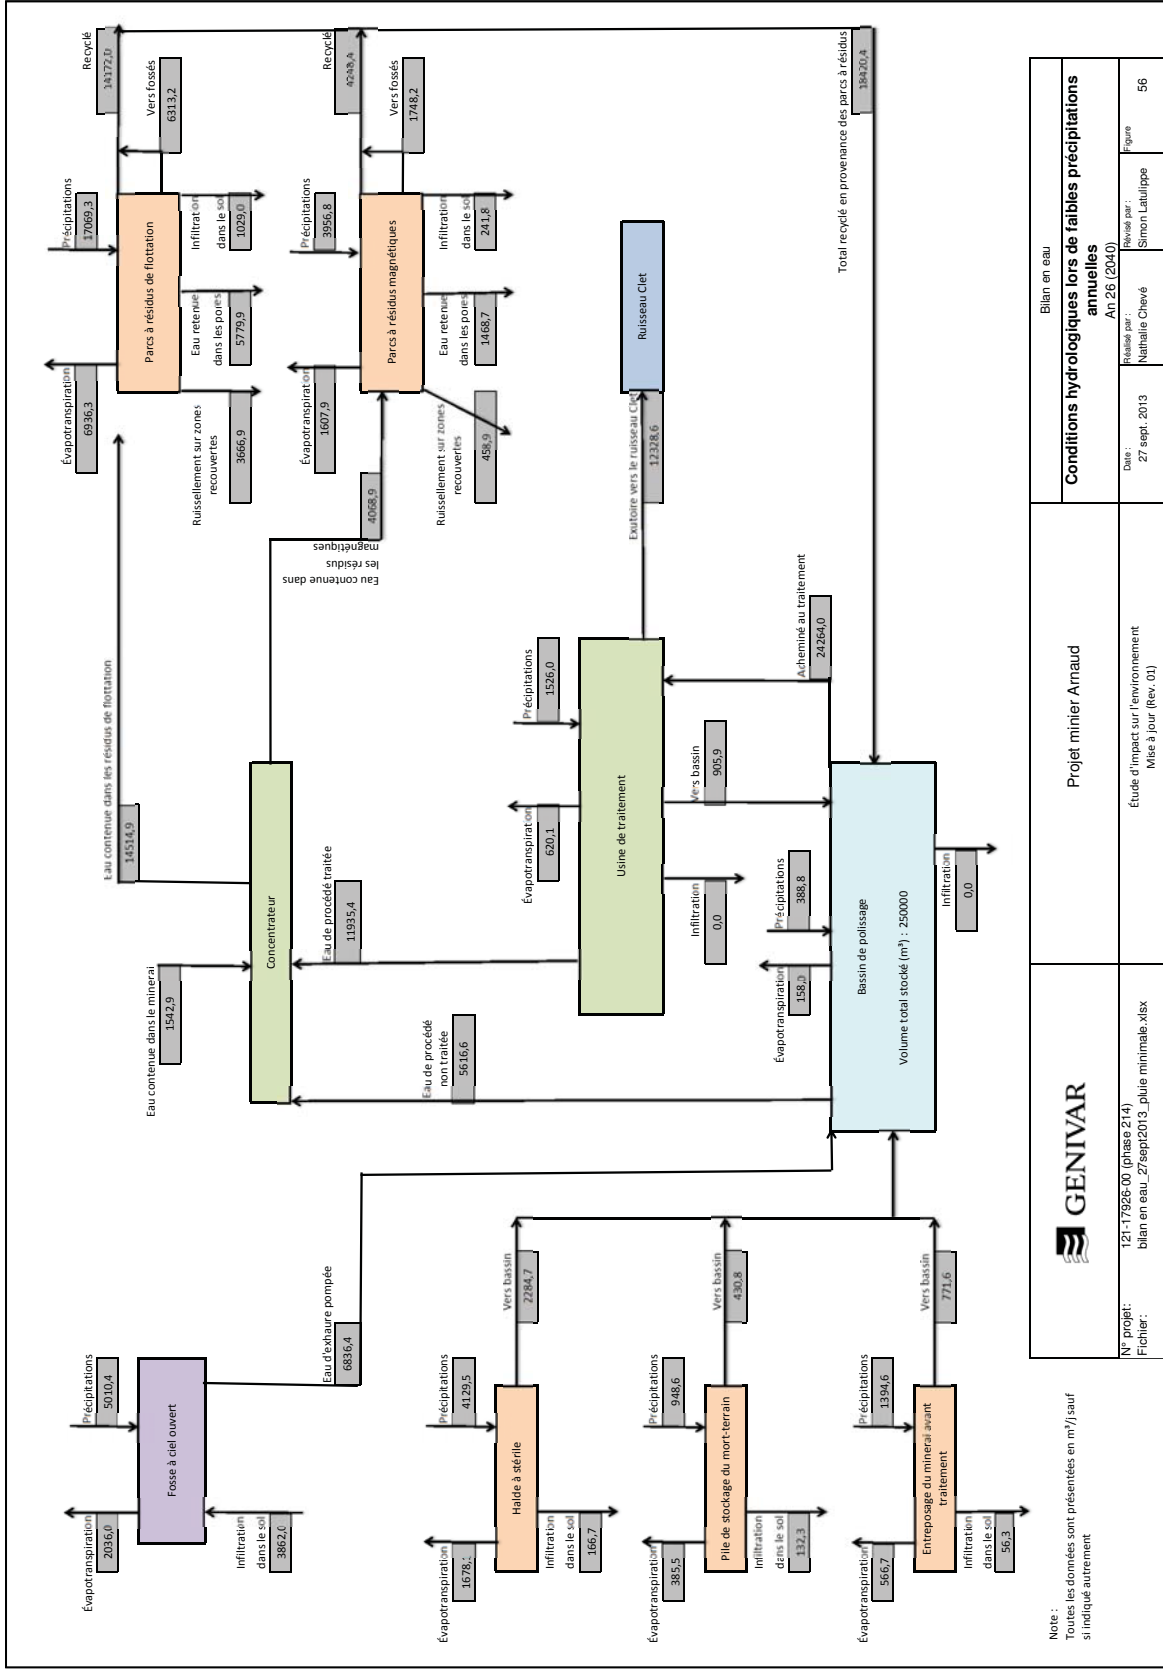 Évapotranspiration
2036,0
Précipitations
5010,4
Fosse à ciel ouvert
Infiltration
dans le sol
3862,0
Eau d'exhaure pompée
6836,4
Évapotranspiration
Précipitations
4129,5
Halde à stérile
Infiltration
dans le sol
166,7
Vers bassin
2284,7
Évapotranspiration
385,5
Précipitations
948,6
Pile de stockage du mort-terrain
Infiltration
dans le sol
132,3
Vers bassin
430,8
Évapotranspiration
566,7
Précipitations
1394,6
Entreposage du minerai avant
traitement
Infiltration
dans le sol
56,3
Vers bassin
771,6
Eau contenue dans le minerai
1542,9
Concentrateur
Eau contenue dans les résidus de flottation
14514,9
Eau de procédé
non traitée
5616,6
Eau de procédé traitée
11935,4
Eau contenue dans
les résidus
magnétiques
4068,9
Évapotranspiration
620,1
Précipitations
1526,0
Usine de traitement
Infiltration
0,0
Vers bassin
905,9
Acheminé au traitement
24264,0
Exutoire vers le ruisseau Clet
12328,6
Ruisseau Clet
Évapotranspiration
158,0
Précipitations
388,8
Bassin de polissage
Volume total stocké (m³) : 250000
Infiltration
0,0
Évapotranspiration
6936,3
Précipitations
17069,3
Parcs à résidus de flottation
Ruissellement sur zones
recouvertes
3666,9
Eau retenue
dans les pores
5779,9
Infiltration
dans le sol
1029,0
Vers fossés
6313,2
Recyclé
14172,0
Évapotranspiration
1607,9
Précipitations
3956,8
Parcs à résidus magnétiques
Ruissellement sur zones
recouvertes
458,9
Eau retenue
dans les pores
1468,7
Infiltration
dans le sol
241,8
Vers fossés
1748,2
Recyclé
4248,4
Total recyclé en provenance des parcs à résidus
18420,4
Note :
Toutes les données sont présentées en m³/j sauf
si indiqué autrement
GENIVAR
N° projet: 121-17926-00 (phase 214)
Fichier: bilan en eau_27sept2013_pluie minimale.xlsx
Projet minier Arnaud
Étude d'impact sur l'environnement
Mise à jour (Rev. 01)
Bilan en eau
Conditions hydrologiques lors de faibles précipitations
annuelles
An 26 (2040)
Date :
27 sept. 2013
Réalisé par :
Nathalie Chevé
Révisé par :
Simon Latulippe
Figure
56